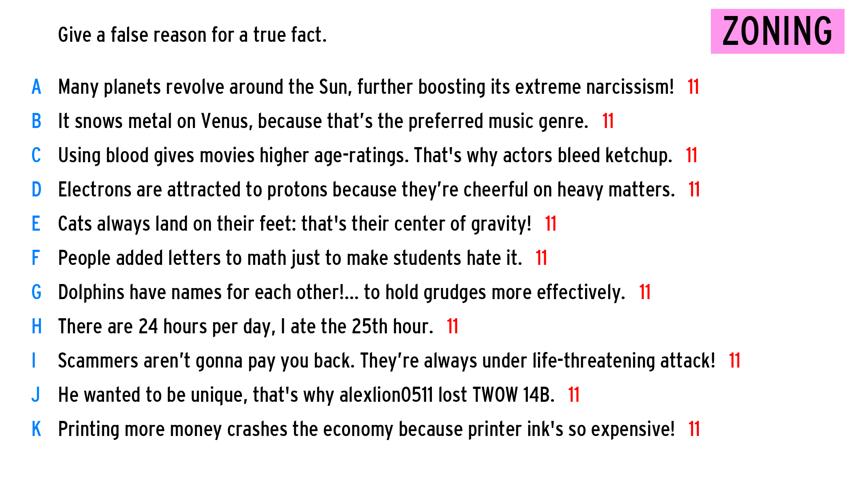 Give a false reason for a true fact.
ZONING
A Many planets revolve around the Sun, further boosting its extreme narcissism! 11
B It snows metal on Venus, because that’s the preferred music genre. 11
C Using blood gives movies higher age-ratings. That's why actors bleed ketchup. 11
D Electrons are attracted to protons because they’re cheerful on heavy matters. 11
E Cats always land on their feet: that's their center of gravity! 11
F People added letters to math just to make students hate it. 11
G Dolphins have names for each other!... to hold grudges more effectively. 11
H There are 24 hours per day, I ate the 25th hour. 11
I Scammers aren’t gonna pay you back. They’re always under life-threatening attack! 11
J He wanted to be unique, that's why alexlion0511 lost TWOW 14B. 11
K Printing more money crashes the economy because printer ink's so expensive! 11